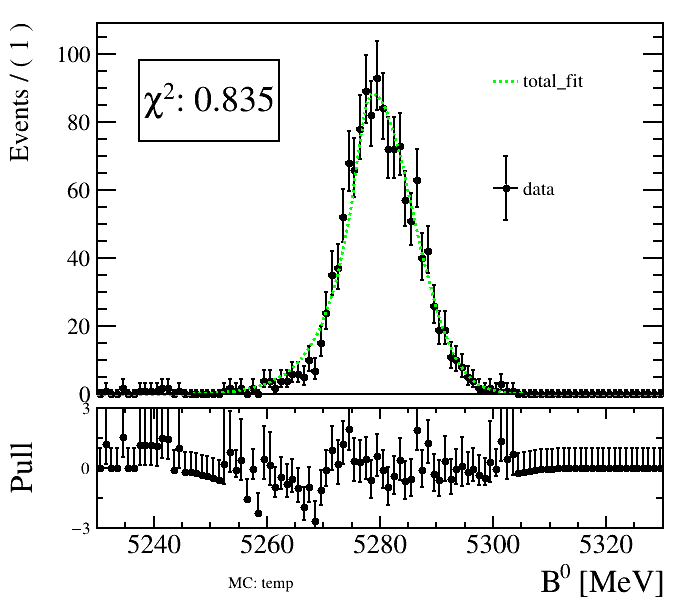 Events / ( 1 )
100
80
60
40
20
0
χ²: 0.835
total_fit
data
Pull
3
0
−3
5240 5260 5280 5300 5320
MC: temp
B⁰ [MeV]